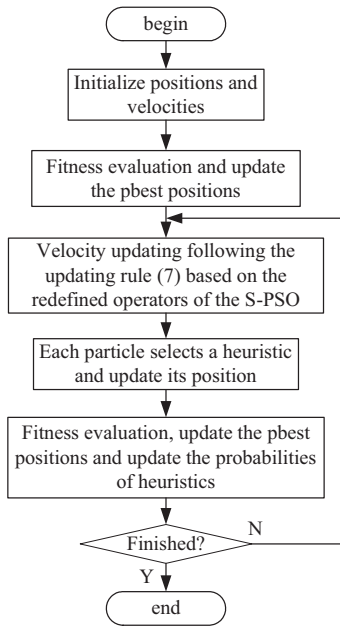 begin
Initialize positions and
velocities
Fitness evaluation and update
the pbest positions
Velocity updating following the
updating rule (7) based on the
redefined operators of the S-PSO
Each particle selects a heuristic
and update its position
Fitness evaluation, update the pbest
positions and update the probabilities
of heuristics
Finished?
N
Y
end